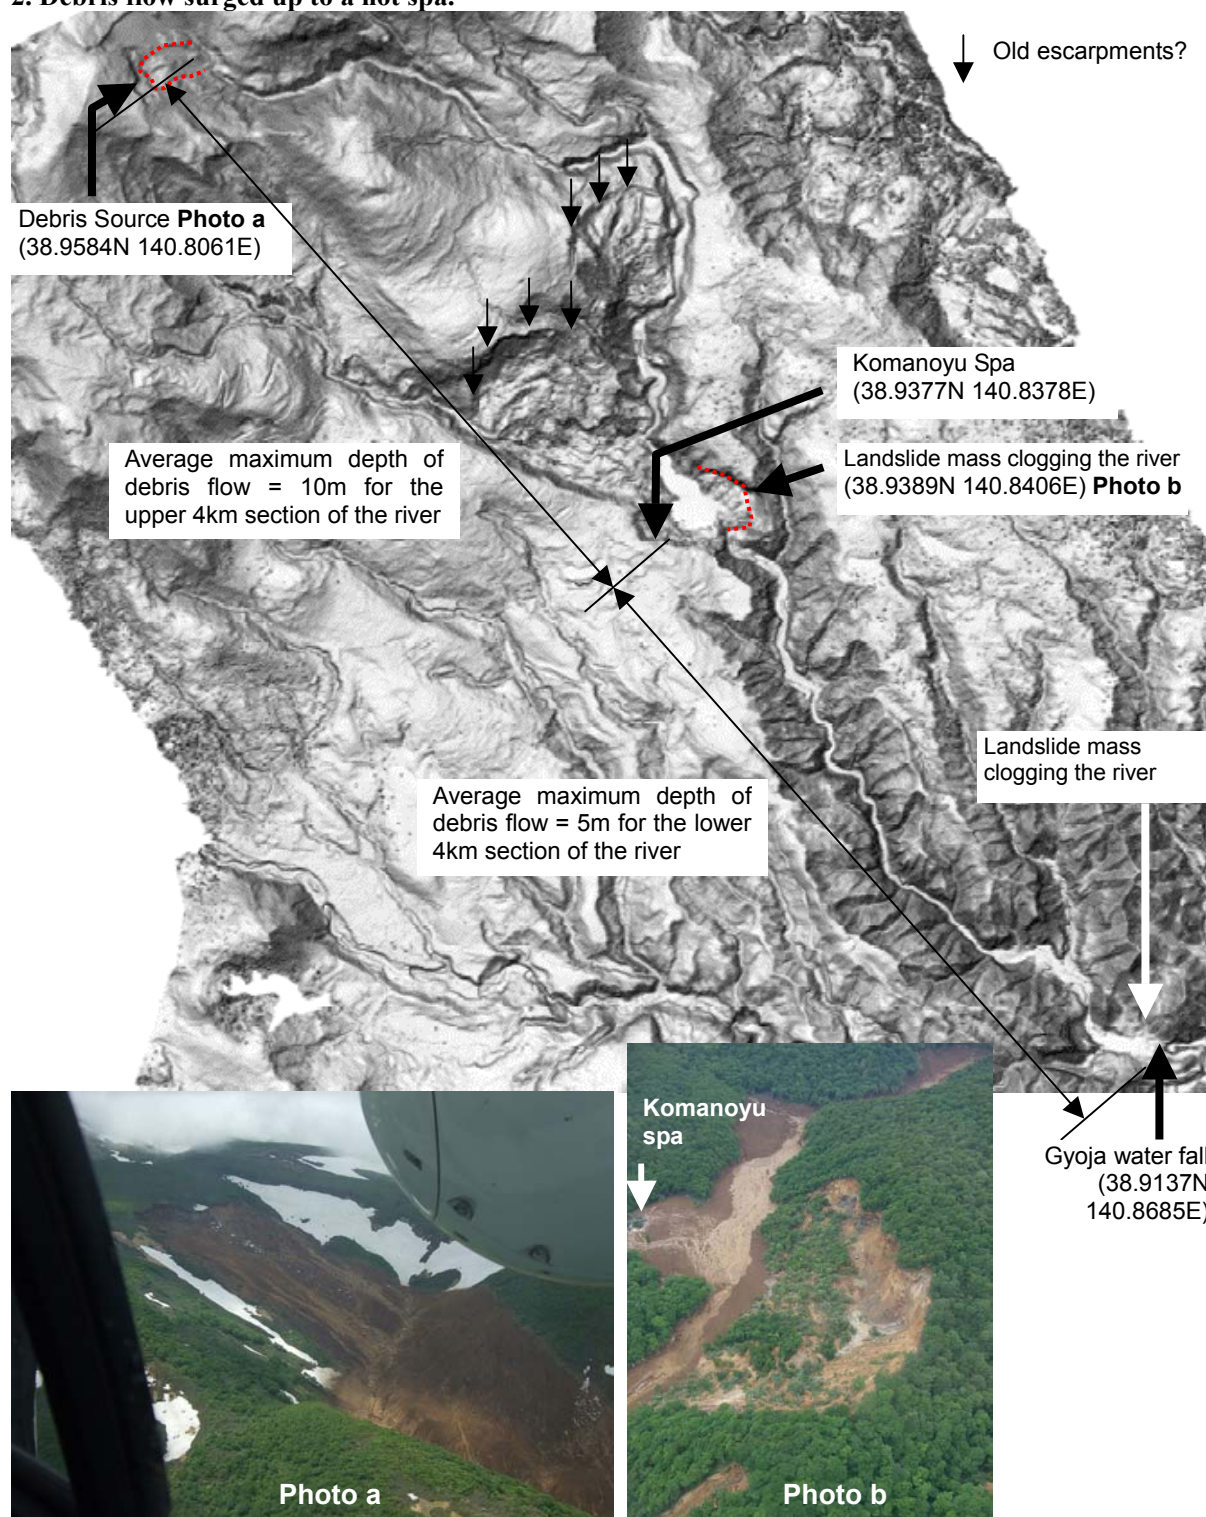 2. Debris flow surged up to a hot spa.
Old escarpments?
Debris Source Photo a
(38.9584N 140.8061E)
Komanoyu Spa
(38.9377N 140.8378E)
Average maximum depth of
debris flow = 10m for the
upper 4km section of the river
Landslide mass clogging the river
(38.9389N 140.8406E) Photo b
Landslide mass
clogging the river
Average maximum depth of
debris flow = 5m for the lower
4km section of the river
Komanoyu
spa
Gyoja water fall
(38.9137N
140.8685E)
Photo a
Photo b